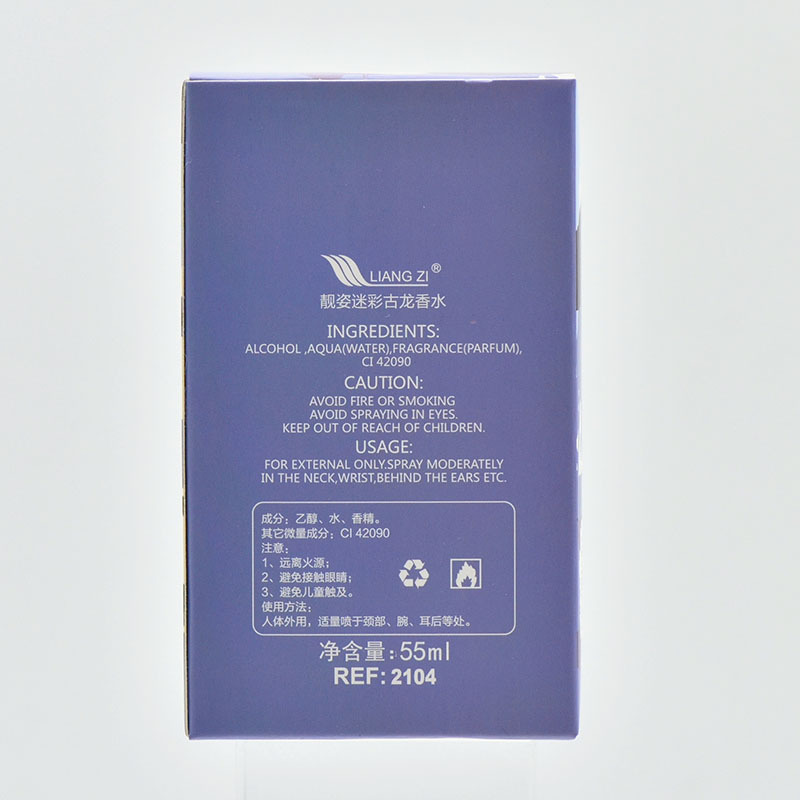 LIANG ZI®
靓姿迷彩古龙香水
INGREDIENTS:
ALCOHOL ,AQUA(WATER),FRAGRANCE(PARFUM),
CI 42090
CAUTION:
AVOID FIRE OR SMOKING
AVOID SPRAYING IN EYES.
KEEP OUT OF REACH OF CHILDREN.
USAGE:
FOR EXTERNAL ONLY.SPRAY MODERATELY
IN THE NECK,WRIST,BEHIND THE EARS ETC.
成分：乙醇、水、香精。
其它微量成分：CI 42090
注意：
1、远离火源；
2、避免接触眼睛；
3、避免儿童触及。
使用方法：
人体外用，适量喷于颈部、腕、耳后等处。
净含量：55ml
REF: 2104